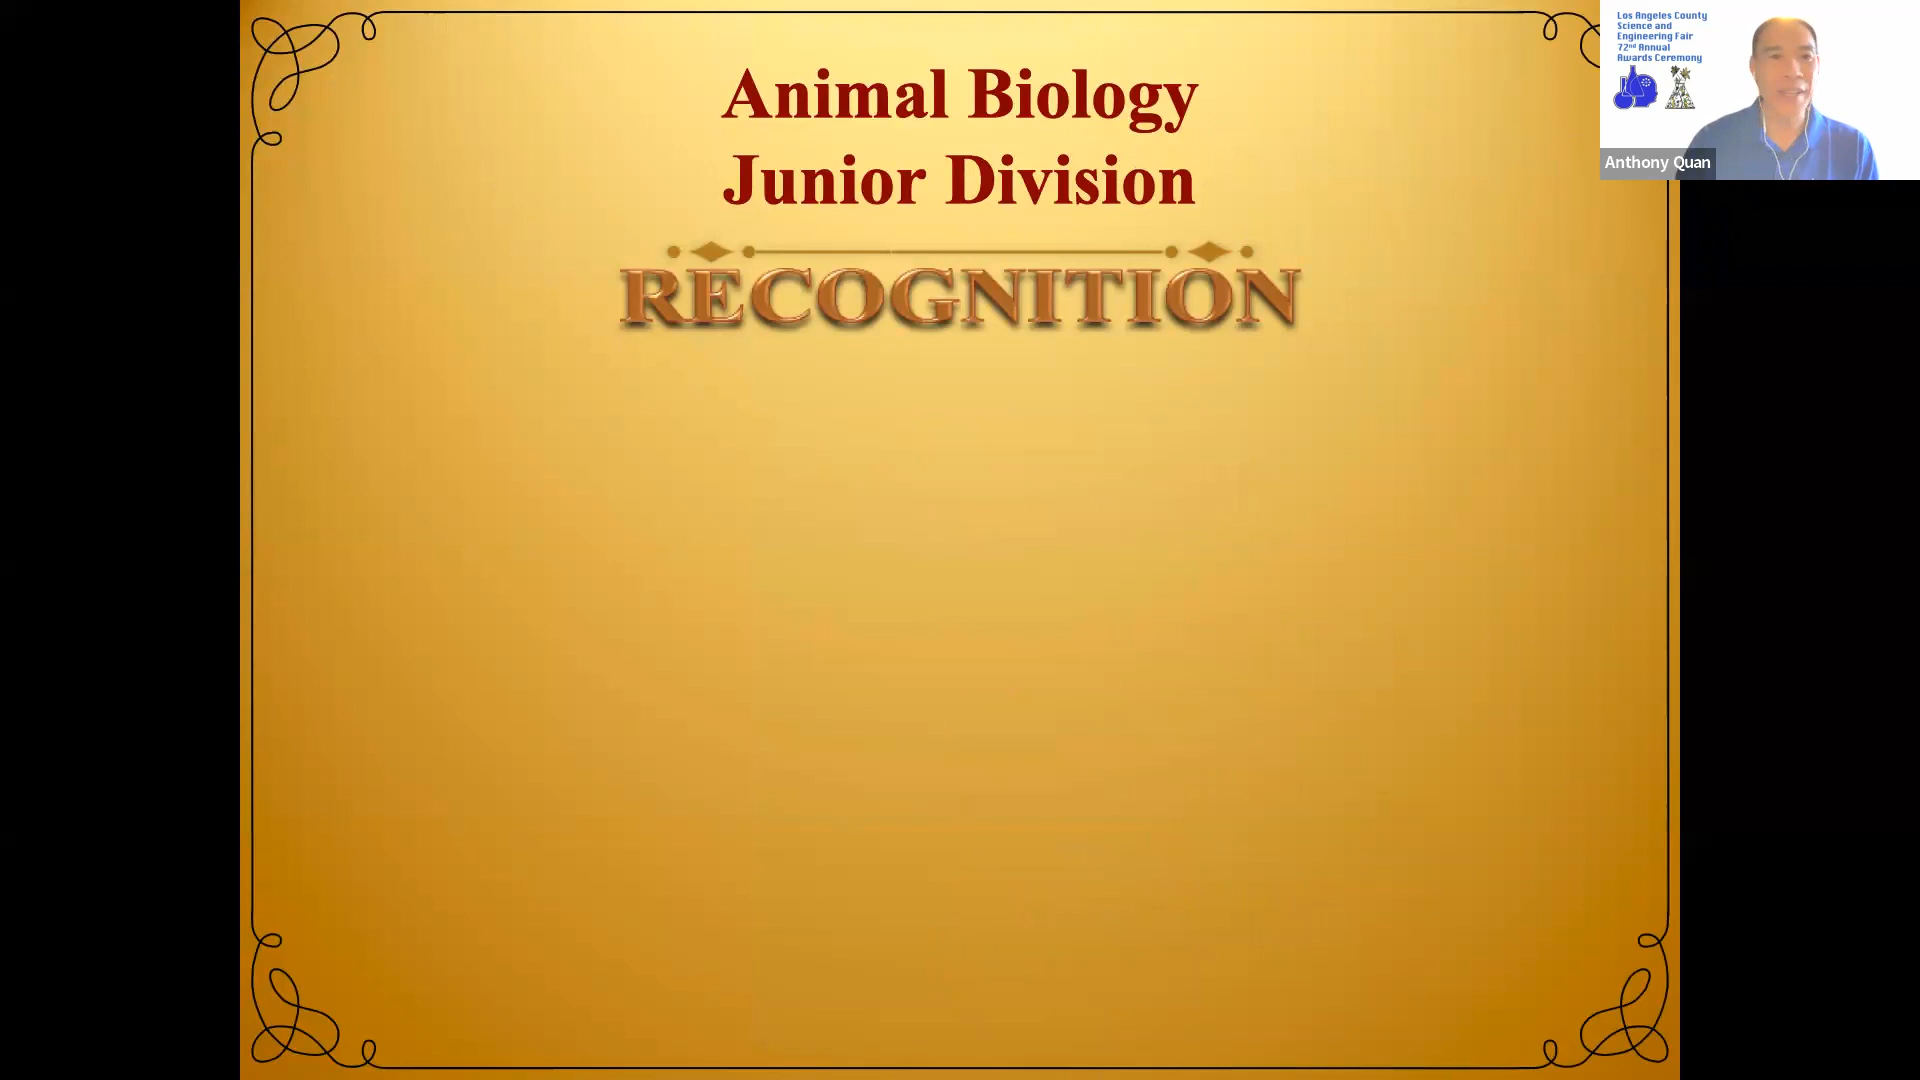 Animal Biology
Junior Division
RECOGNITION
Los Angeles County
Science and
Engineering Fair
72nd Annual
Awards Ceremony
Anthony Quan